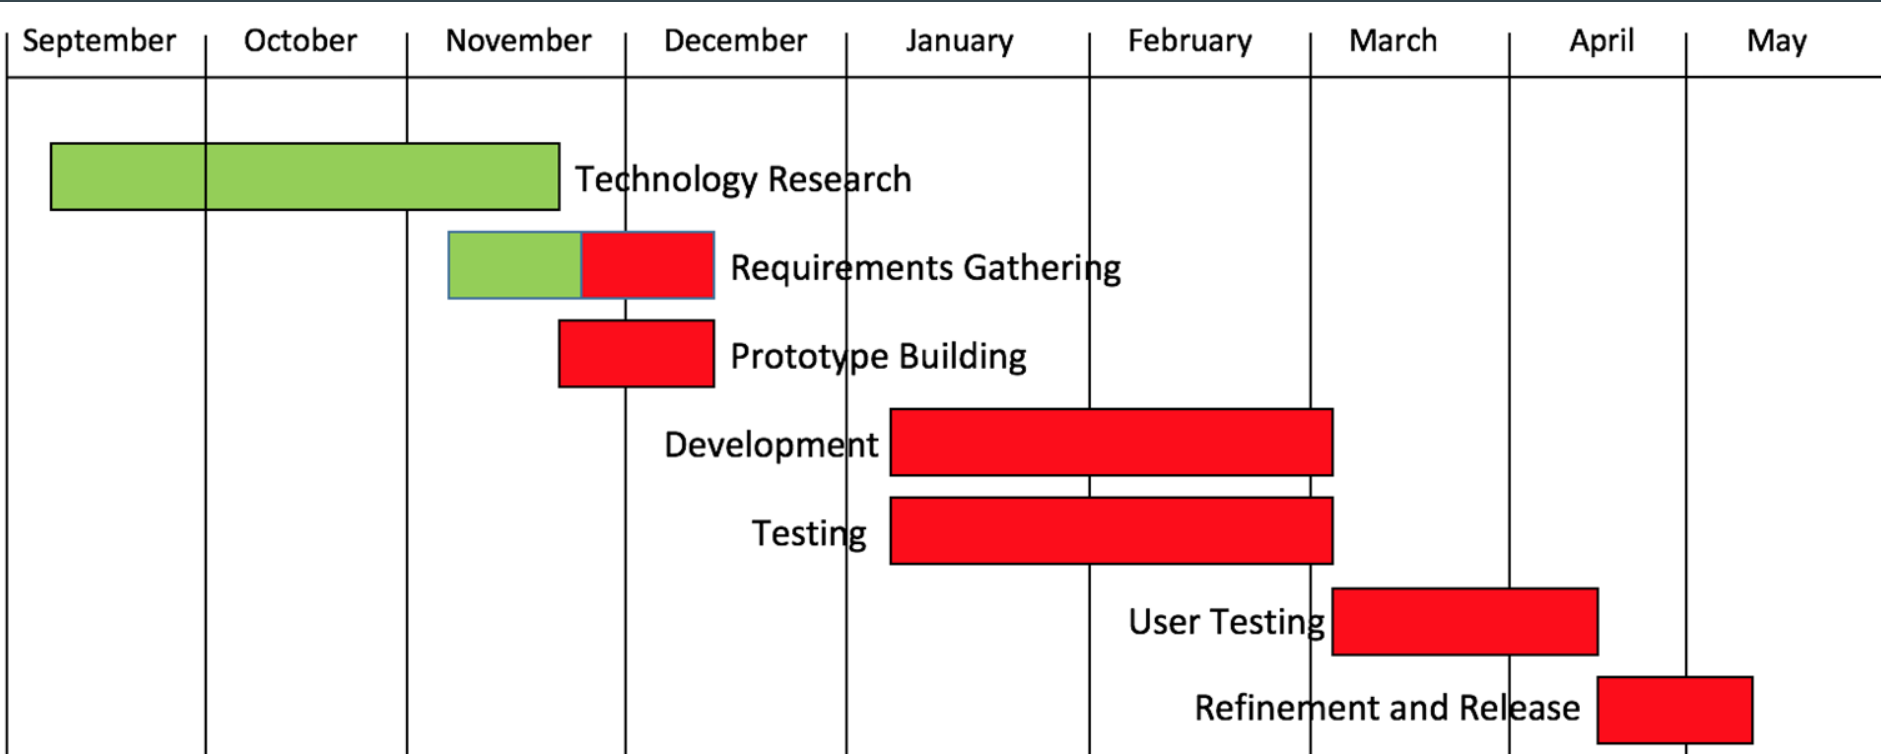 September October November December January February March April May
Technology Research
Requirements Gathering
Prototype Building
Development
Testing
User Testing
Refinement and Release